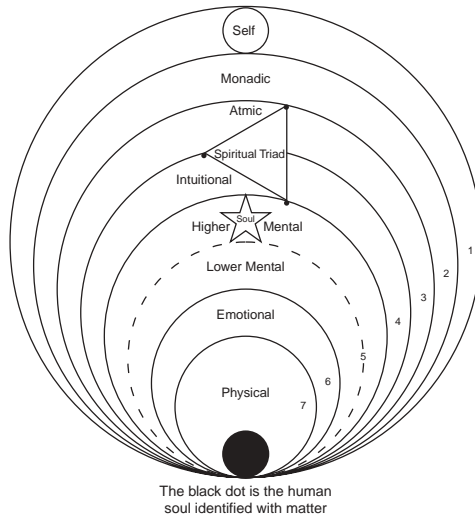 Self
Monadic
Atmic
Spiritual Triad
Intuitional
Soul
Higher Mental
Lower Mental
1
2
3
Emotional
4
5
6
Physical
7
The black dot is the human
soul identified with matter